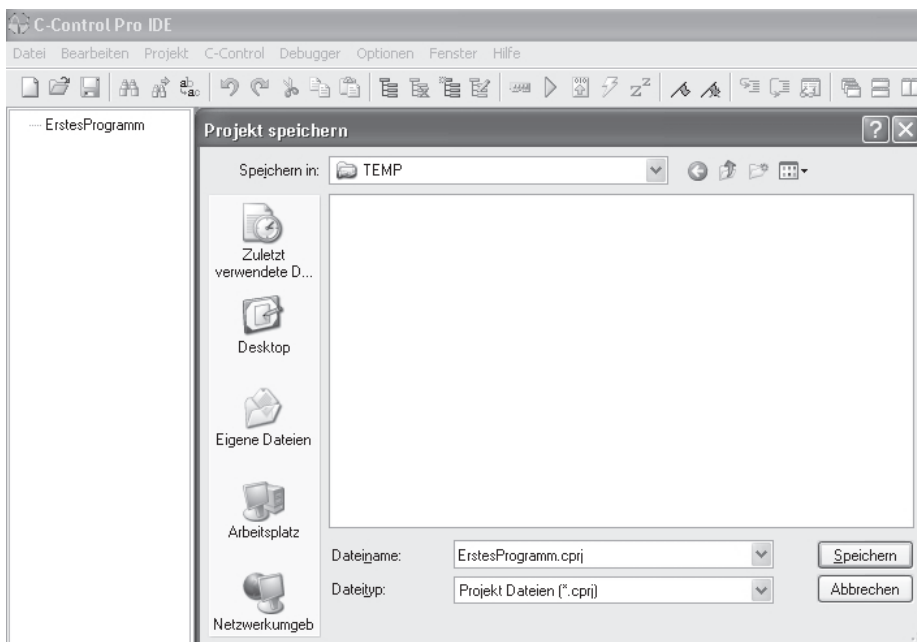 C-Control Pro IDE
Datei Bearbeiten Projekt C-Control Debugger Optionen Fenster Hilfe
ErstesProgramm
Projekt speichern
Speichern in: TEMP
Zuletzt
verwendete D...
Desktop
Eigene Dateien
Arbeitsplatz
Netzwerkumgeb
Dateiname: ErstesProgramm.cprj Speichern
Dateityp: Projekt Dateien (*.cprj) Abbrechen